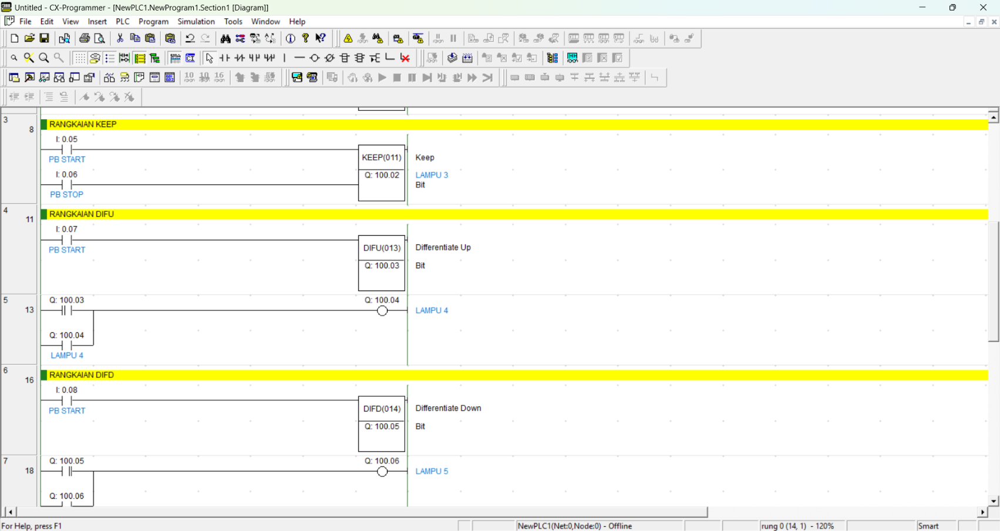 Untitled - CX-Programmer - [NewPLC1.NewProgram1.Section1 [Diagram]]
File Edit View Insert PLC Program Simulation Tools Window Help
SMA CI
10 10 16
3
8
RANGKAIAN KEEP
I: 0.05
PB START
KEEP(011)
Keep
I: 0.06
Q: 100.02
LAMPU 3
Bit
PB STOP
4
11
RANGKAIAN DIFU
I: 0.07
PB START
DIFU(013)
Differentiate Up
Q: 100.03
Bit
5
13
Q: 100.03
Q: 100.04
LAMPU 4
Q: 100.04
LAMPU 4
6
16
RANGKAIAN DIFD
I: 0.08
PB START
DIFD(014)
Differentiate Down
Q: 100.05
Bit
7
18
Q: 100.05
Q: 100.06
LAMPU 5
Q: 100.06
For Help, press F1
NewPLC1(Net:0,Node:0) - Offline
rung 0 (14, 1) - 120%
Smart